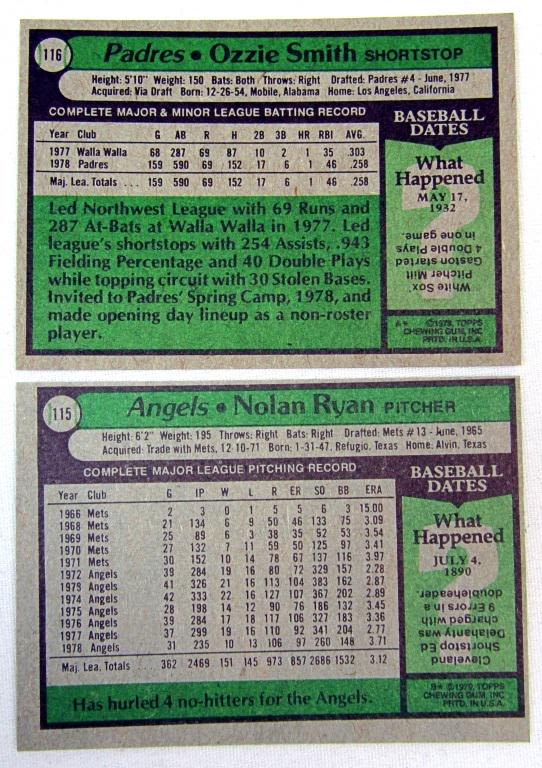 116
Padres • Ozzie Smith SHORTSTOP
Height: 5'10" Weight: 150 Bats: Both Throws: Right Drafted: Padres #4 - June, 1977
Acquired: Via Draft Born: 12-26-54, Mobile, Alabama Home: Los Angeles, California
COMPLETE MAJOR & MINOR LEAGUE BATTING RECORD
Year Club G AB R H 2B 3B HR RBI AVG.
1977 Walla Walla 68 287 69 87 10 2 1 35 .303
1978 Padres 159 590 69 152 17 6 1 46 .258
Maj. Lea. Totals .... 159 590 69 152 17 6 1 46 .258
Led Northwest League with 69 Runs and
287 At-Bats at Walla Walla in 1977. Led
league's shortstops with 254 Assists, .943
Fielding Percentage and 40 Double Plays
while topping circuit with 30 Stolen Bases.
Invited to Padres' Spring Camp, 1978, and
made opening day lineup as a non-roster
player.
BASEBALL
DATES
What
Happened
MAY 17,
1932
?
White Sox'
Pitcher Milt
Gaston started
4 Double Plays
in one game.
A* ©1979, TOPPS
CHEWING GUM, INC
PRTD. IN U.S.A
115
Angels • Nolan Ryan PITCHER
Height: 6'2" Weight: 195 Throws: Right Bats: Right Drafted: Mets #13 - June, 1965
Acquired: Trade with Mets, 12-10-71 Born: 1-31-47, Refugio, Texas Home: Alvin, Texas
COMPLETE MAJOR LEAGUE PITCHING RECORD
Year Club G IP W L R ER SO BB ERA
1966 Mets 2 3 0 1 5 5 6 3 15.00
1968 Mets 21 134 6 9 50 46 133 75 3.09
1969 Mets 25 89 6 3 38 35 52 53 3.54
1970 Mets 27 132 7 11 59 50 125 97 3.41
1971 Mets 30 152 10 14 78 67 137 116 3.97
1972 Angels 39 284 19 16 80 72 329 157 2.28
1973 Angels 41 326 21 16 113 104 383 162 2.87
1974 Angels 42 333 22 16 127 107 367 202 2.89
1975 Angels 28 198 14 12 90 76 186 132 3.45
1976 Angels 39 284 17 18 117 106 327 183 3.36
1977 Angels 37 299 19 16 110 92 341 204 2.77
1978 Angels 31 235 10 13 106 97 260 148 3.71
Maj. Lea. Totals .... 362 2469 151 145 973 857 2686 1532 3.12
Has hurled 4 no-hitters for the Angels.
BASEBALL
DATES
What
Happened
JULY 4,
1890
?
Cleveland
Shortstop Ed
Delahanty was
charged with
9 Errors in a
doubleheader.
B* ©1979, TOPPS
CHEWING GUM, INC
PRTD. IN U.S.A.